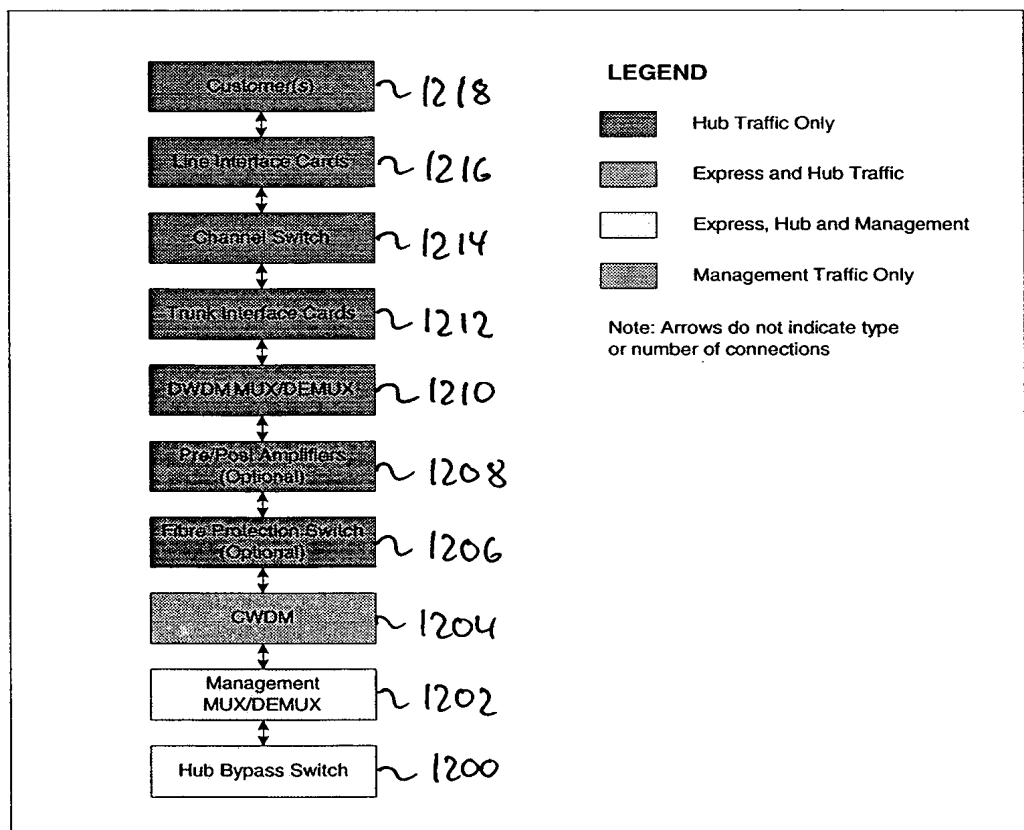 Customer(s) 1218
Line Interface Cards 1216
Channel Switch 1214
Trunk Interface Cards 1212
DWDM MUX/DEMUX 1210
Pre/Post Amplifiers
(Optional) 1208
Fibre Protection Switch
(Optional) 1206
CWDM 1204
Management
MUX/DEMUX 1202
Hub Bypass Switch 1200
LEGEND
Hub Traffic Only
Express and Hub Traffic
Express, Hub and Management
Management Traffic Only
Note: Arrows do not indicate type
or number of connections